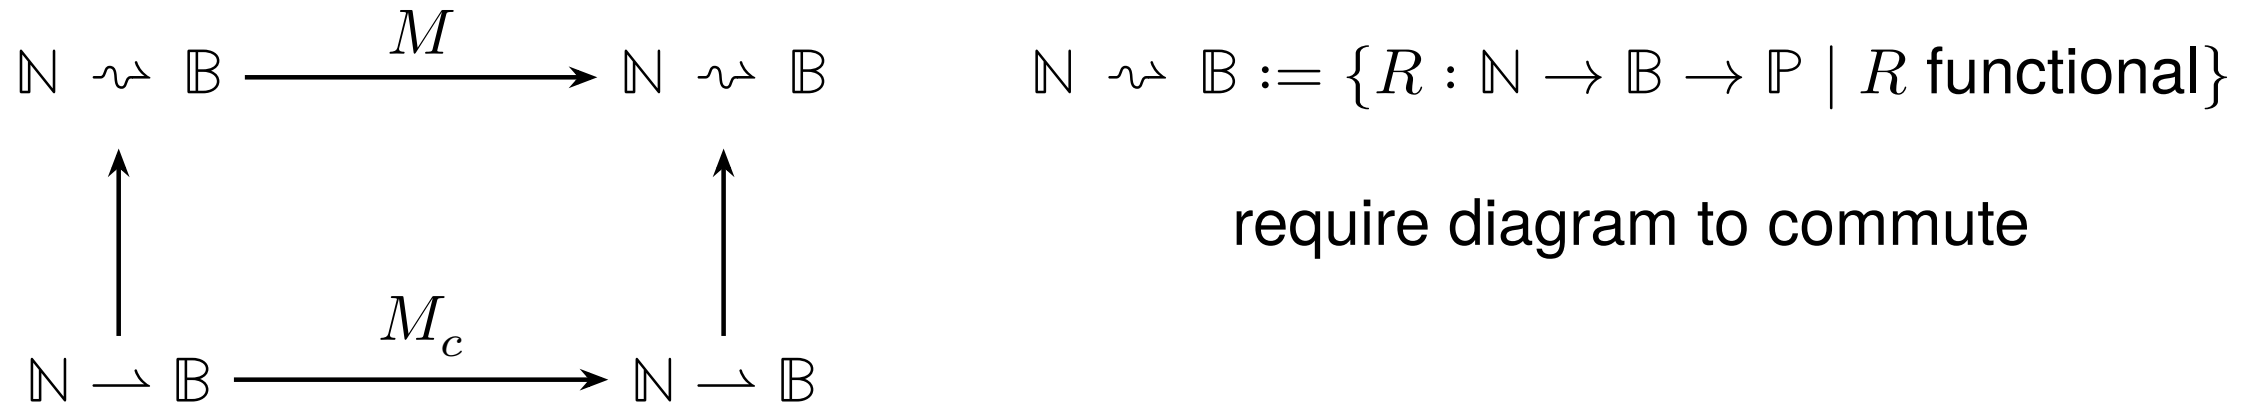 M
ℕ ⇝ 𝔹 ℕ ⇝ 𝔹 ℕ ⇝ 𝔹 := {R : ℕ → 𝔹 → ℙ | R functional}
require diagram to commute
M_c
ℕ ⇀ 𝔹 ℕ ⇀ 𝔹